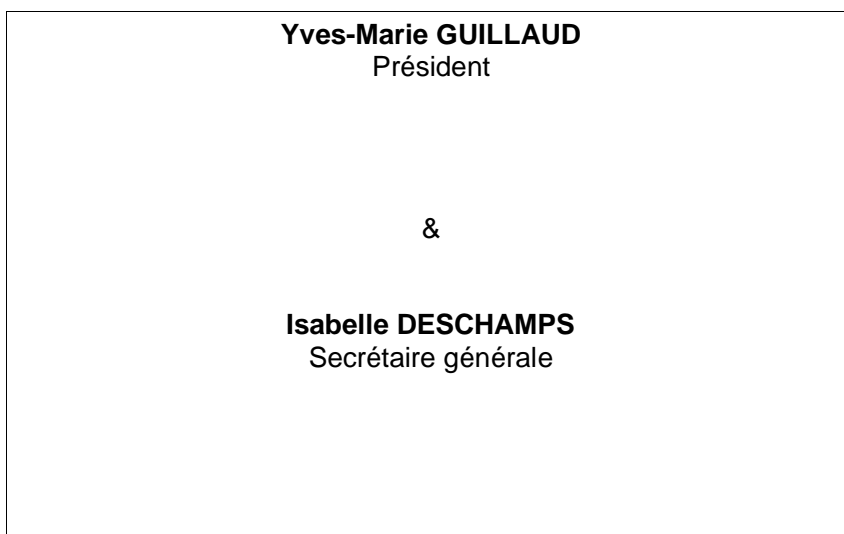 Yves-Marie GUILLAUD
Président
&
Isabelle DESCHAMPS
Secrétaire générale